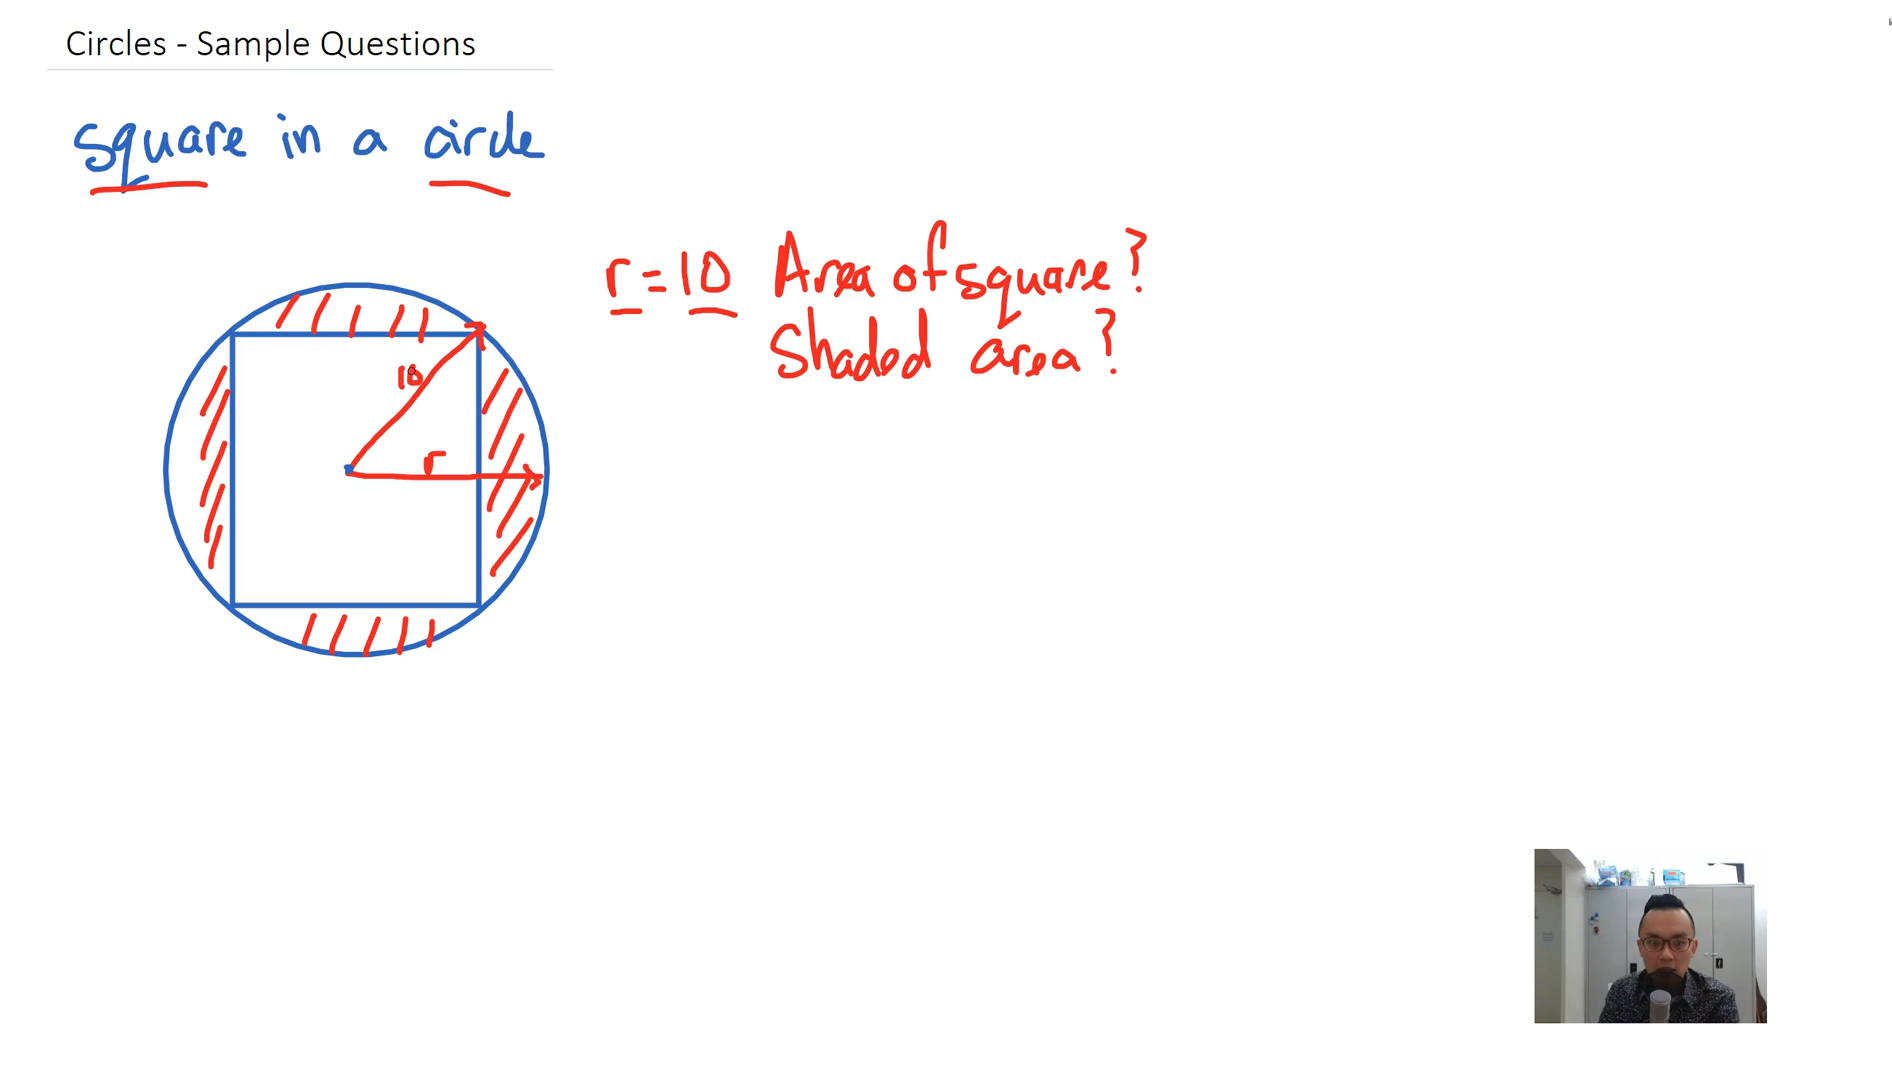 Circles - Sample Questions
square in a circle
r = 10 Area of square?
Shaded area?
10
r